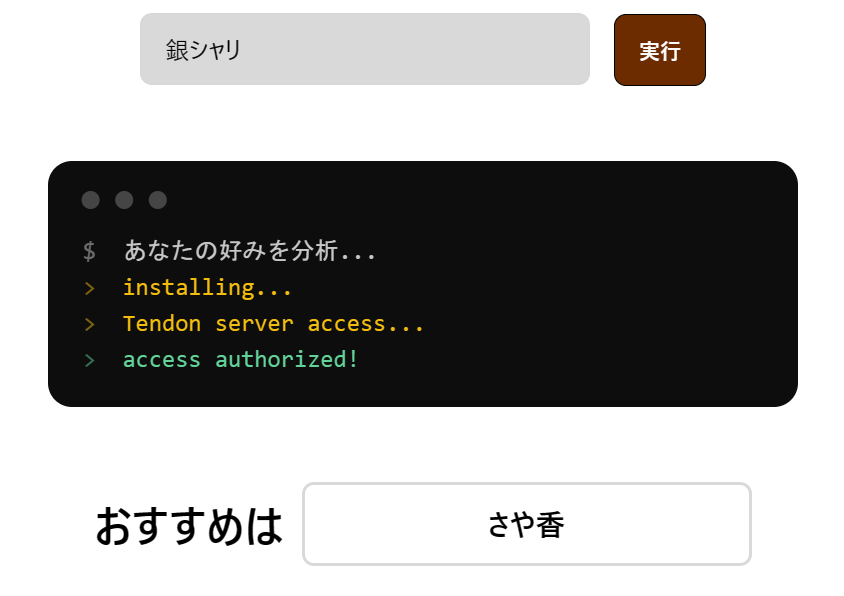 銀シャリ
実行
$ あなたの好みを分析...
> installing...
> Tendon server access...
> access authorized!
おすすめは
さや香